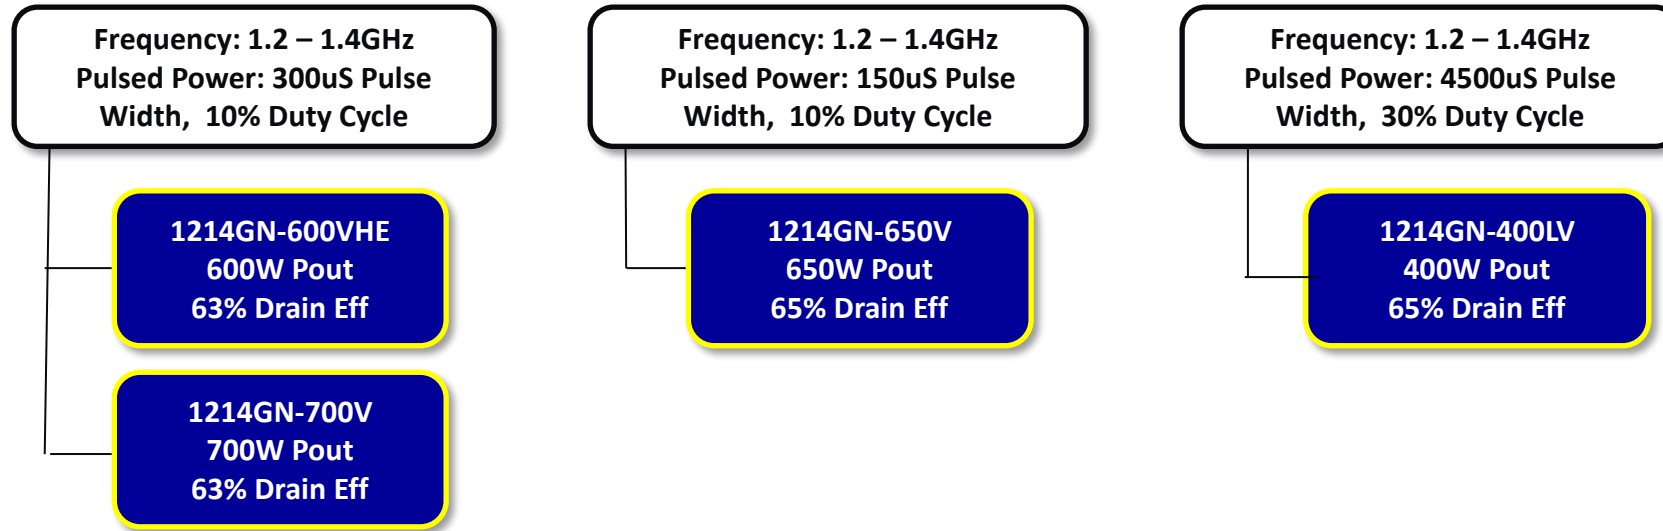 Frequency: 1.2 – 1.4GHz
Pulsed Power: 300uS Pulse
Width,  10% Duty Cycle
1214GN-600VHE
600W Pout
63% Drain Eff
1214GN-700V
700W Pout
63% Drain Eff
Frequency: 1.2 – 1.4GHz
Pulsed Power: 150uS Pulse
Width,  10% Duty Cycle
1214GN-650V
650W Pout
65% Drain Eff
Frequency: 1.2 – 1.4GHz
Pulsed Power: 4500uS Pulse
Width,  30% Duty Cycle
1214GN-400LV
400W Pout
65% Drain Eff